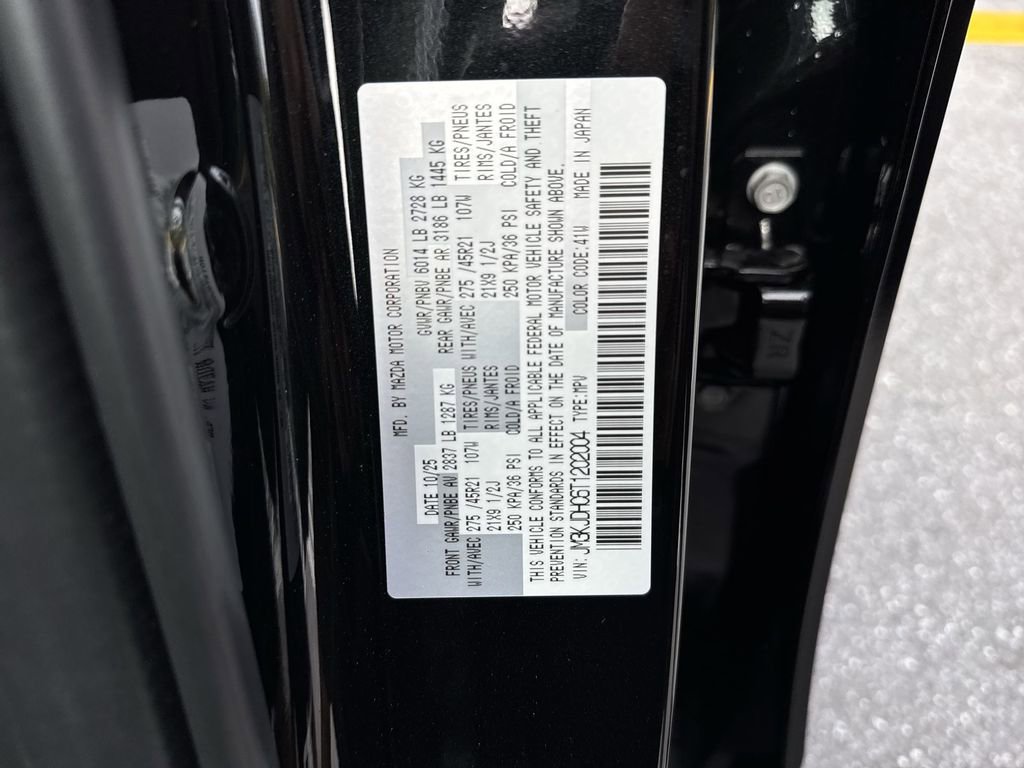 MFD. BY MAZDA MOTOR CORPORATION
DATE 10/25 GVWR/PNBV 6014 LB 2728 KG
FRONT GAWR/PNBE AV 2837 LB 1287 KG REAR GAWR/PNBE AR 3186 LB 1445 KG
WITH/AVEC 275 /45R21 107W TIRES/PNEUS WITH/AVEC 275 /45R21 107W TIRES/PNEUS
21X9 1/2J RIMS/JANTES 21X9 1/2J RIMS/JANTES
250 KPA/36 PSI COLD/A FROID 250 KPA/36 PSI COLD/A FROID
THIS VEHICLE CONFORMS TO ALL APPLICABLE FEDERAL MOTOR VEHICLE SAFETY AND THEFT
PREVENTION STANDARDS IN EFFECT ON THE DATE OF MANUFACTURE SHOWN ABOVE.
VIN: JM3KJDHC6T1202004 TYPE:MPV COLOR CODE:41W MADE IN JAPAN
ZR